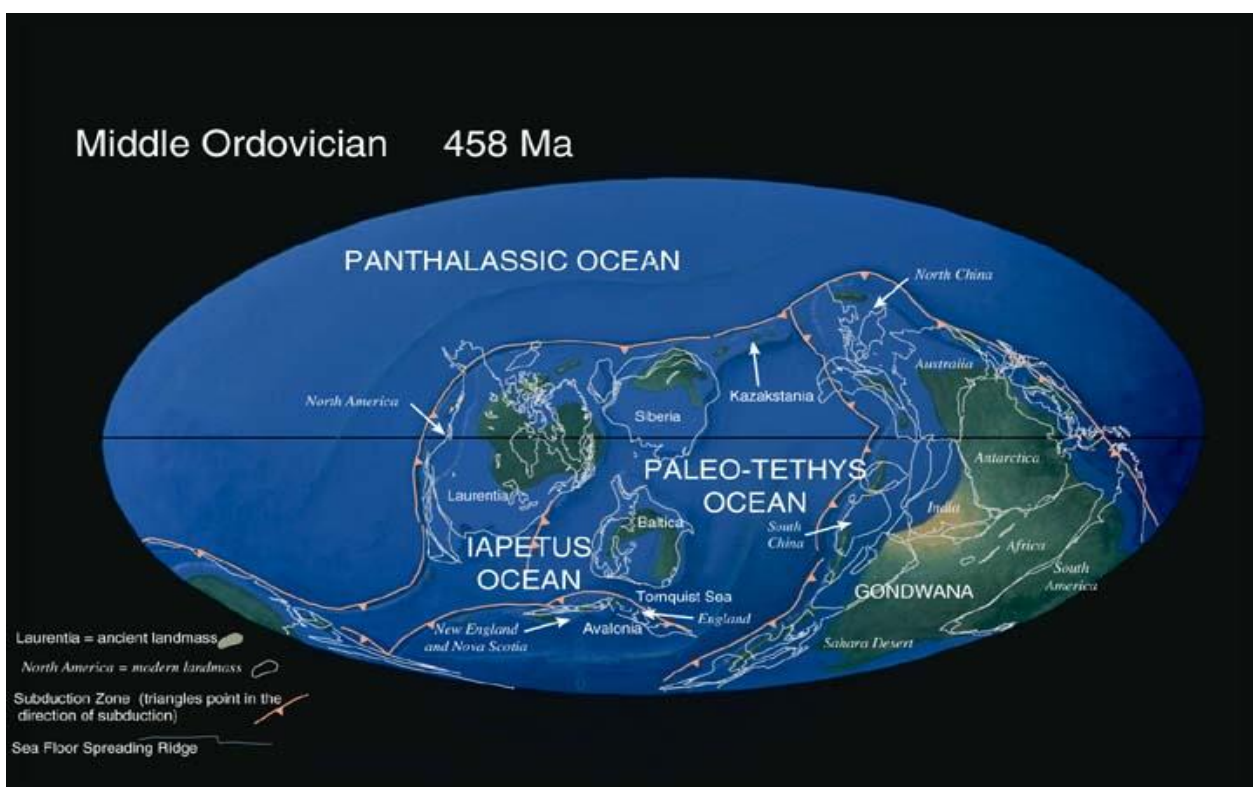 Middle Ordovician 458 Ma
PANTHALASSIC OCEAN
North China
Australia
North America
Kazakstania
Siberia
Antarctica
PALEO-TETHYS
OCEAN
Laurentia
Baltica
India
South
China
Africa
IAPETUS
OCEAN
South
America
GONDWANA
Tornquist Sea
England
New England
and Nova Scotia
Avalonia
Sahara Desert
Laurentia = ancient landmass
North America = modern landmass
Subduction Zone (triangles point in the
direction of subduction)
Sea Floor Spreading Ridge